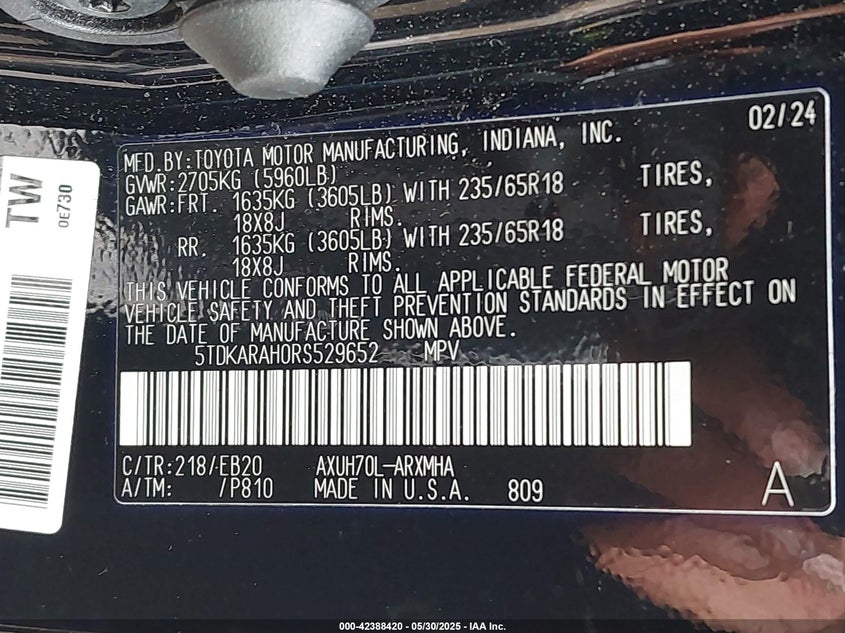 TW
0E730
02/24
MFD.BY:TOYOTA MOTOR MANUFACTURING, INDIANA, INC.
GVWR:2705KG (5960LB)
GAWR:FRT. 1635KG (3605LB) WITH 235/65R18 TIRES,
18X8J RIMS.
RR. 1635KG (3605LB) WITH 235/65R18 TIRES,
18X8J RIMS.
THIS VEHICLE CONFORMS TO ALL APPLICABLE FEDERAL MOTOR
VEHICLE SAFETY AND THEFT PREVENTION STANDARDS IN EFFECT ON
THE DATE OF MANUFACTURE SHOWN ABOVE.
5TDKARAH0RS529652 MPV
C/TR:218/EB20 AXUH70L-ARXMHA
A/TM: /P810 MADE IN U.S.A. 809
A
000-42388420 - 05/30/2025 - IAA Inc.